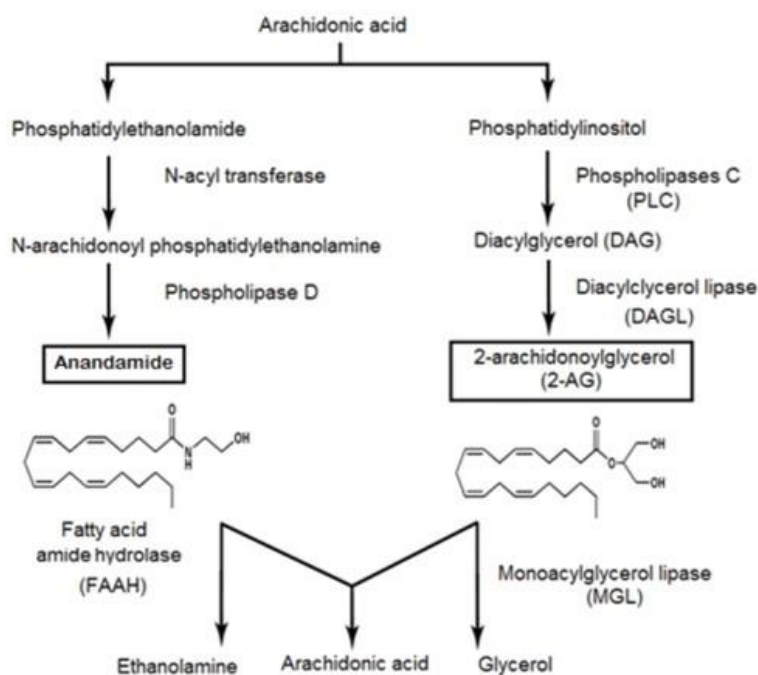 Arachidonic acid
Phosphatidylethanolamide
Phosphatidylinositol
N-acyl transferase
Phospholipases C
(PLC)
N-arachidonoyl phosphatidylethanolamine
Diacylglycerol (DAG)
Phospholipase D
Diacylclycerol lipase
(DAGL)
Anandamide
2-arachidonoylglycerol
(2-AG)
O
OH
N
H
O
O
OH
OH
Fatty acid
amide hydrolase
(FAAH)
Monoacylglycerol lipase
(MGL)
Ethanolamine
Arachidonic acid
Glycerol